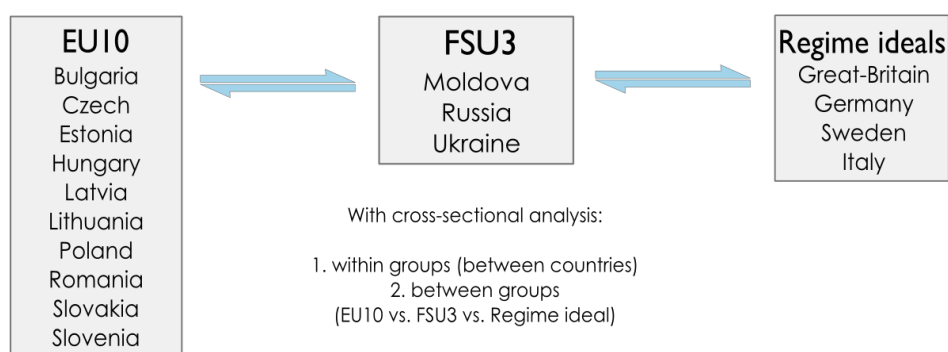 EU10
Bulgaria
Czech
Estonia
Hungary
Latvia
Lithuania
Poland
Romania
Slovakia
Slovenia
FSU3
Moldova
Russia
Ukraine
Regime ideals
Great-Britain
Germany
Sweden
Italy
With cross-sectional analysis:
1. within groups (between countries)
2. between groups
(EU10 vs. FSU3 vs. Regime ideal)